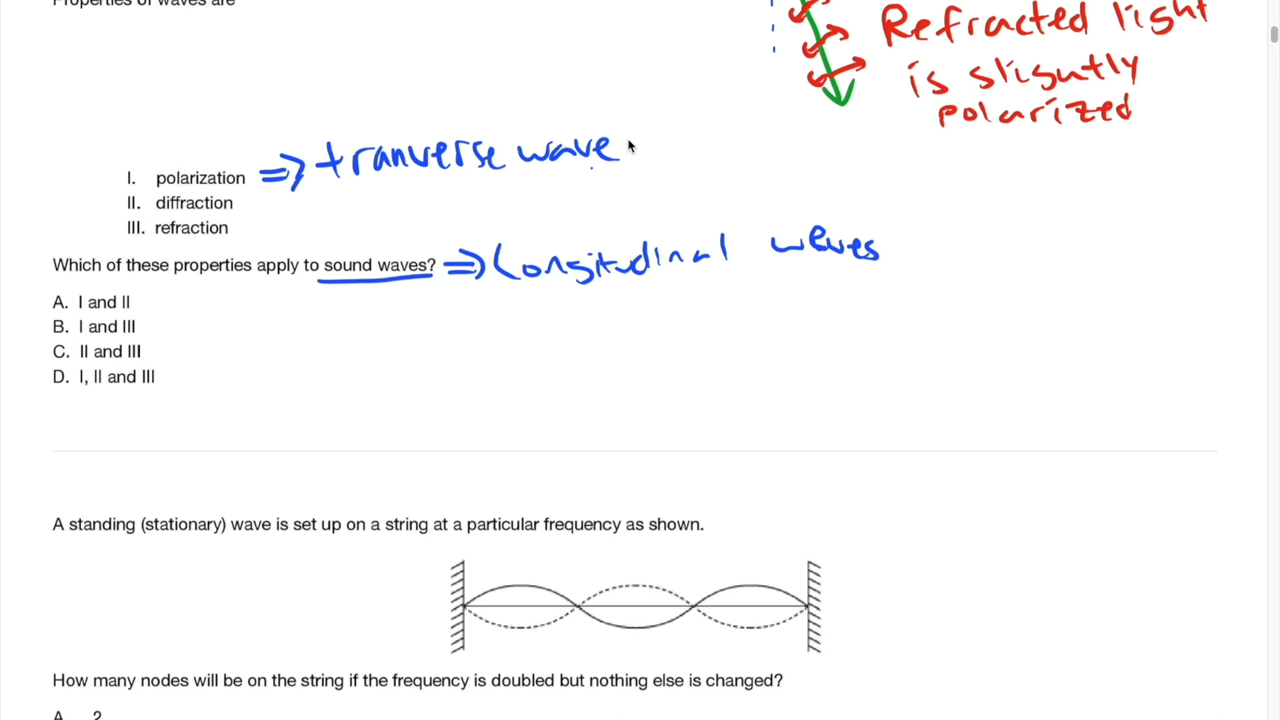 Properties of waves are
Refracted light
is slightly
polarized
I. polarization ⇒ tranverse wave
II. diffraction
III. refraction
Which of these properties apply to sound waves? ⇒ Longitudinal waves
A. I and II
B. I and III
C. II and III
D. I, II and III
A standing (stationary) wave is set up on a string at a particular frequency as shown.
How many nodes will be on the string if the frequency is doubled but nothing else is changed?
A. 2